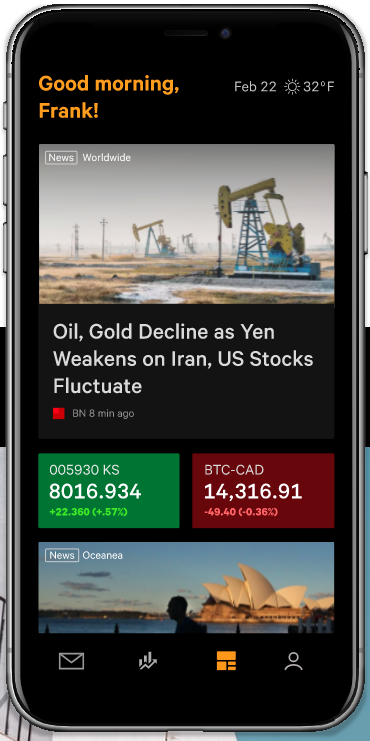 Good morning,
Frank!
Feb 22 32°F
News Worldwide
Oil, Gold Decline as Yen
Weakens on Iran, US Stocks
Fluctuate
BN 8 min ago
005930 KS
8016.934
+22.360 (+.57%)
BTC-CAD
14,316.91
-49.40 (-0.36%)
News Oceanea